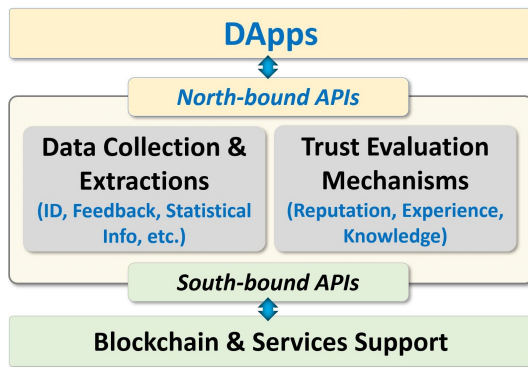 DApps
North-bound APIs
Data Collection &
Extractions
(ID, Feedback, Statistical
Info, etc.)
Trust Evaluation
Mechanisms
(Reputation, Experience,
Knowledge)
South-bound APIs
Blockchain & Services Support